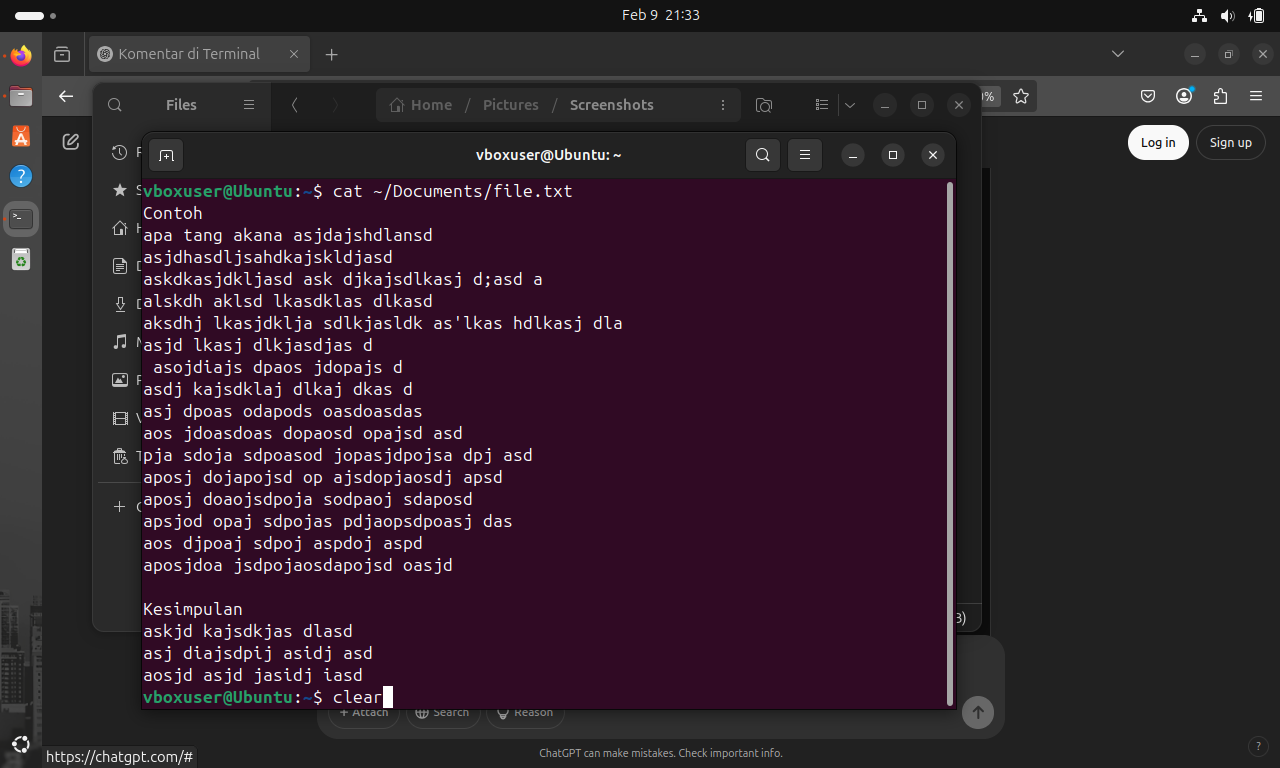 Feb 9 21:33
Komentar di Terminal
Files
Home / Pictures / Screenshots
0%
Log in
Sign up
vboxuser@Ubuntu: ~
vboxuser@Ubuntu:~$ cat ~/Documents/file.txt
Contoh
apa tang akana asjdajshdlansd
asjdhasdljsahdkajskldjasd
askdkasjdkljasd ask djkajsdlkasj d;asd a
alskdh aklsd lkasdklas dlkasd
aksdhj lkasjdklja sdlkjasldk as'lkas hdlkasj dla
asjd lkasj dlkjasdjas d
asojdiajs dpaos jdopajs d
asdj kajsdklaj dlkaj dkas d
asj dpoas odapods oasdoasdas
aos jdoasdoas dopaosd opajsd asd
pja sdoja sdpoasod jopasjdpojsa dpj asd
aposj dojapojsd op ajsdopjaosdj apsd
aposj doaojsdpoja sodpaoj sdaposd
apsjod opaj sdpojas pdjaopsdpoasj das
aos djpoaj sdpoj aspdoj aspd
aposjdoa jsdpojaosdapojsd oasjd
Kesimpulan
askjd kajsdkjas dlasd
asj diajsdpij asidj asd
aosjd asjd jasidj iasd
vboxuser@Ubuntu:~$ clear
Attach
Search
Reason
ChatGPT can make mistakes. Check important info.
?
https://chatgpt.com/#